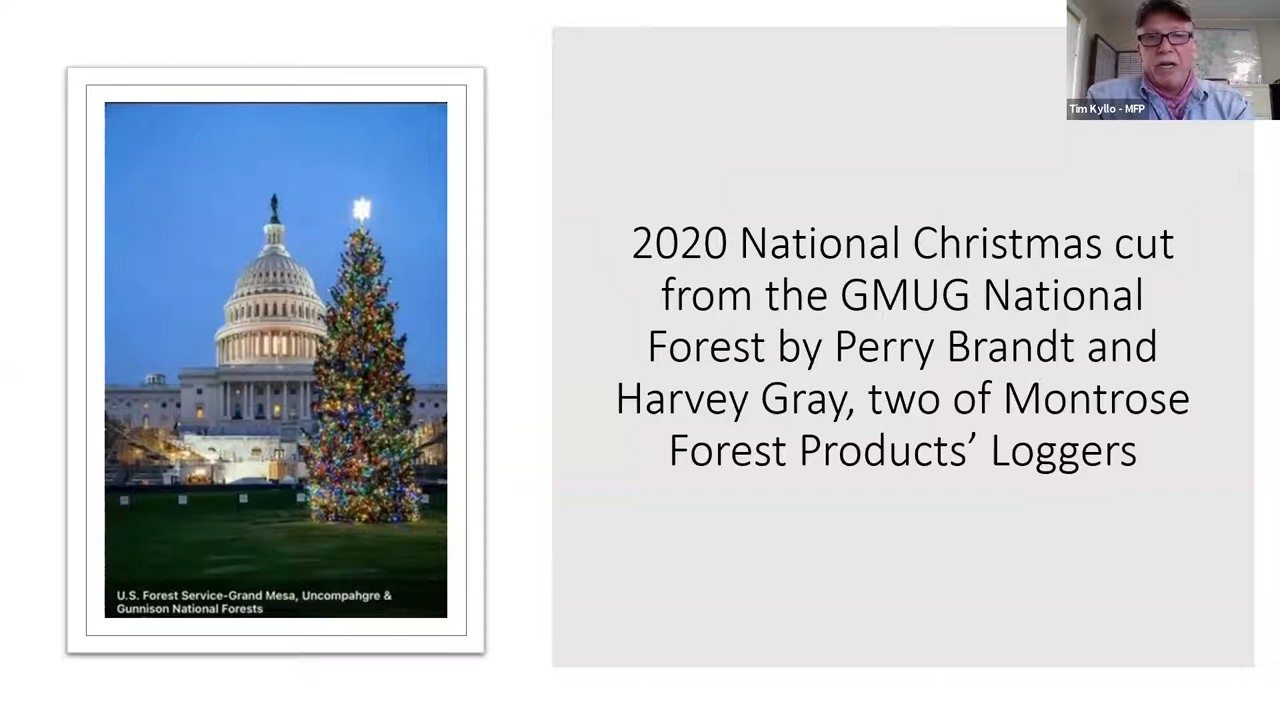 Tim Kyllo - MFP
2020 National Christmas cut
from the GMUG National
Forest by Perry Brandt and
Harvey Gray, two of Montrose
Forest Products’ Loggers
U.S. Forest Service-Grand Mesa, Uncompahgre &
Gunnison National Forests